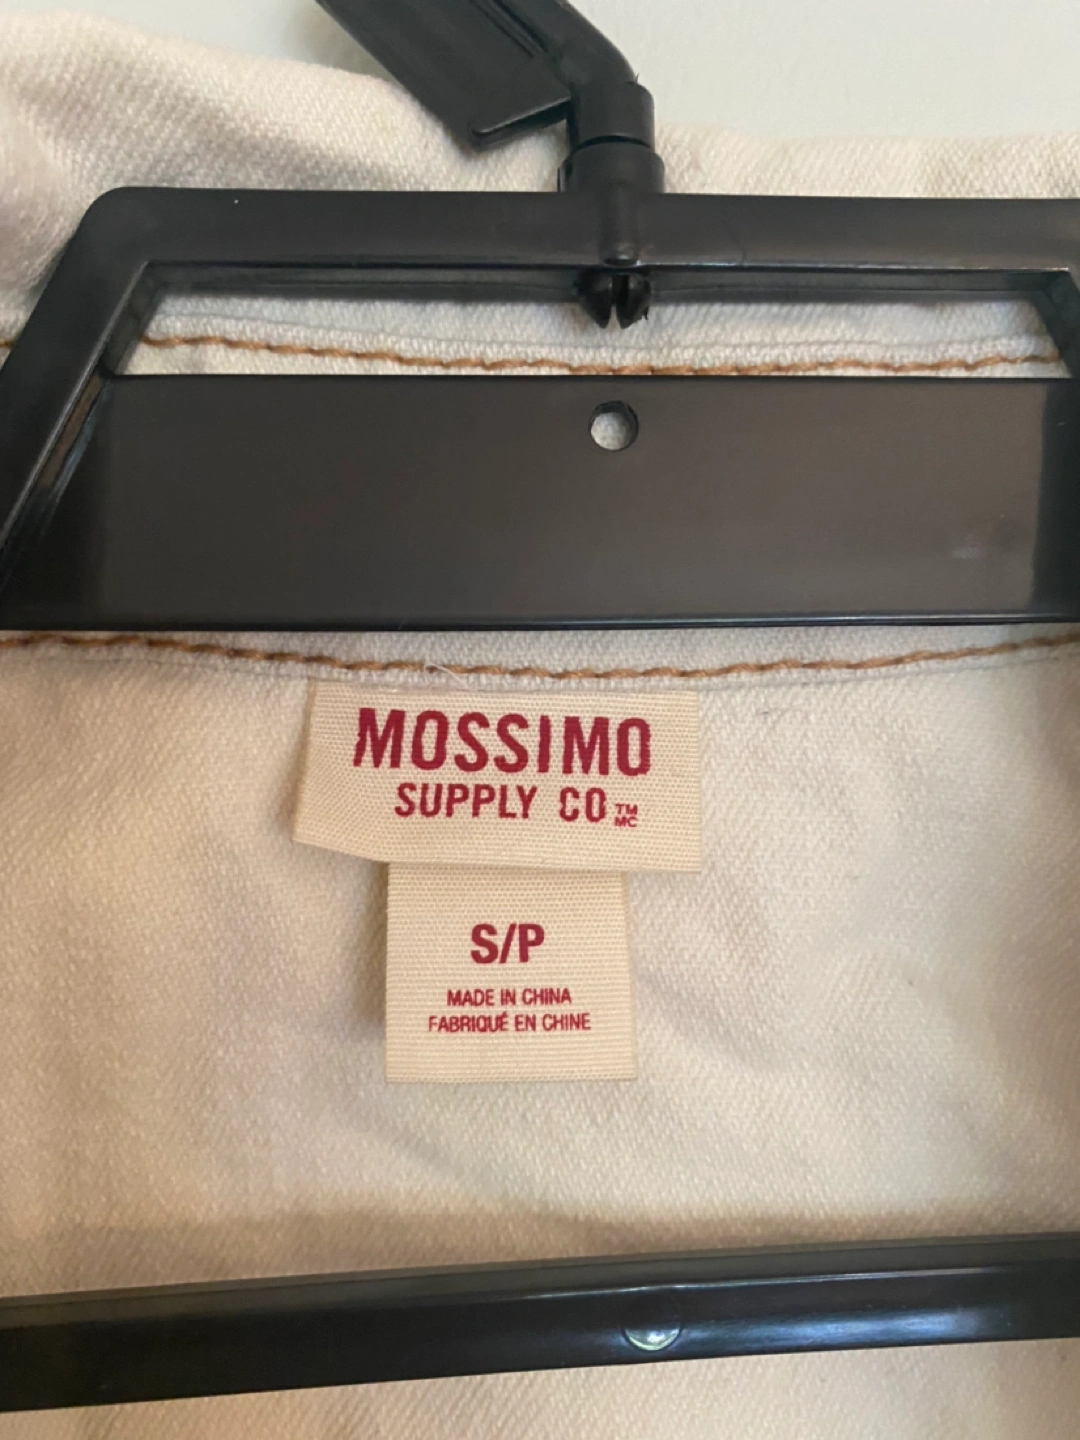 MOSSIMO
SUPPLY CO ™
MC
S/P
MADE IN CHINA
FABRIQUÉ EN CHINE